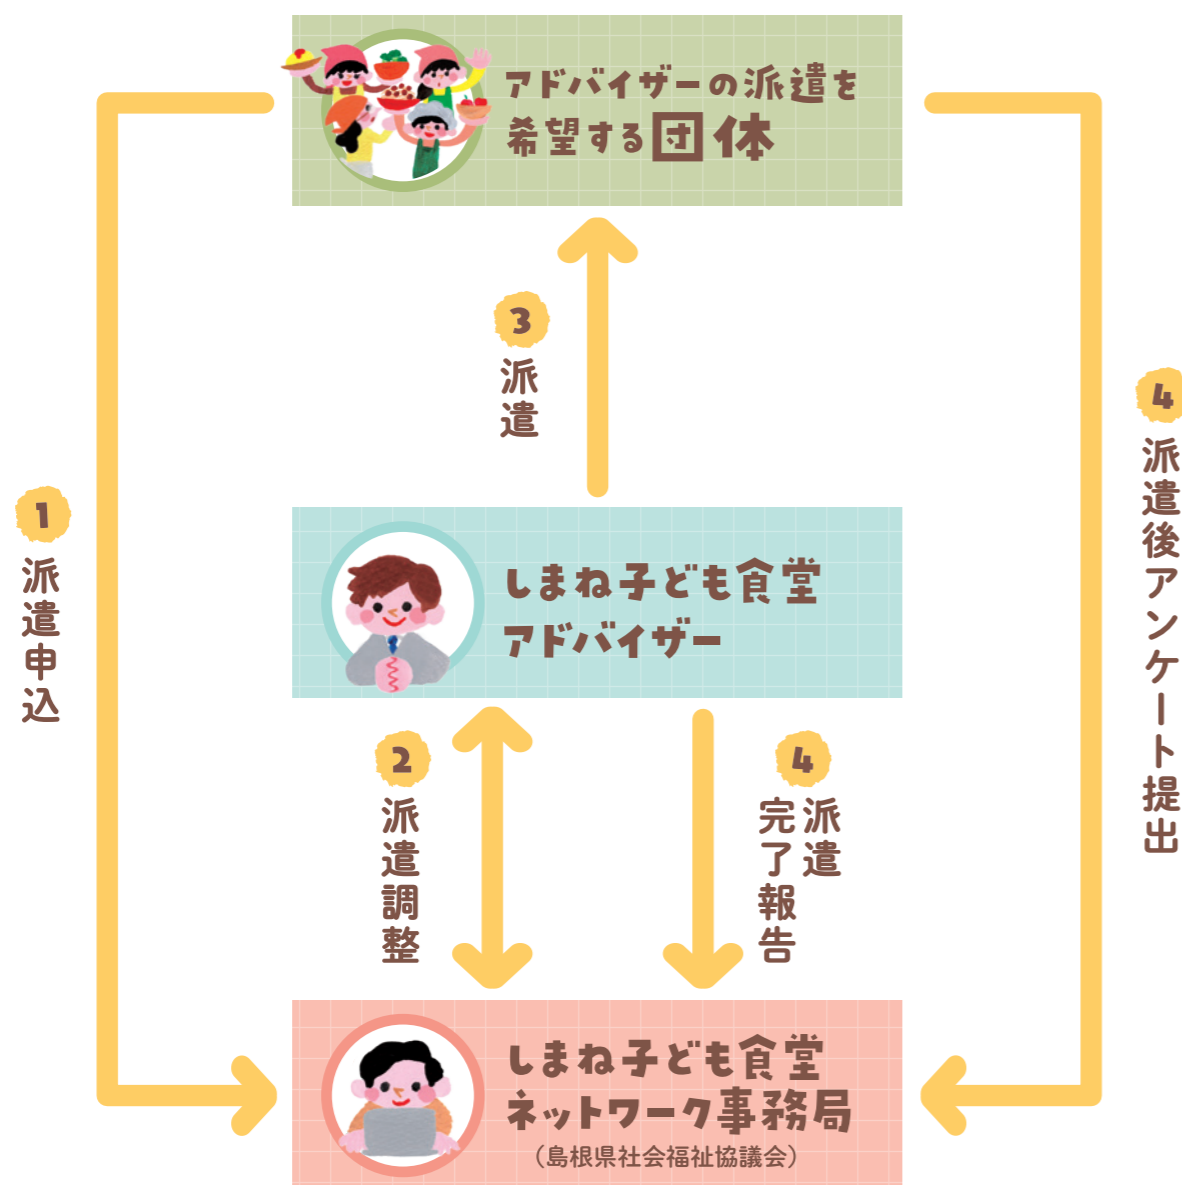 アドバイザーの派遣を
希望する団体
3
派遣
1
派遣申込
4
派遣後アンケート提出
しまね子ども食堂
アドバイザー
2
派遣調整
4
派遣
完了報告
しまね子ども食堂
ネットワーク事務局
（島根県社会福祉協議会）